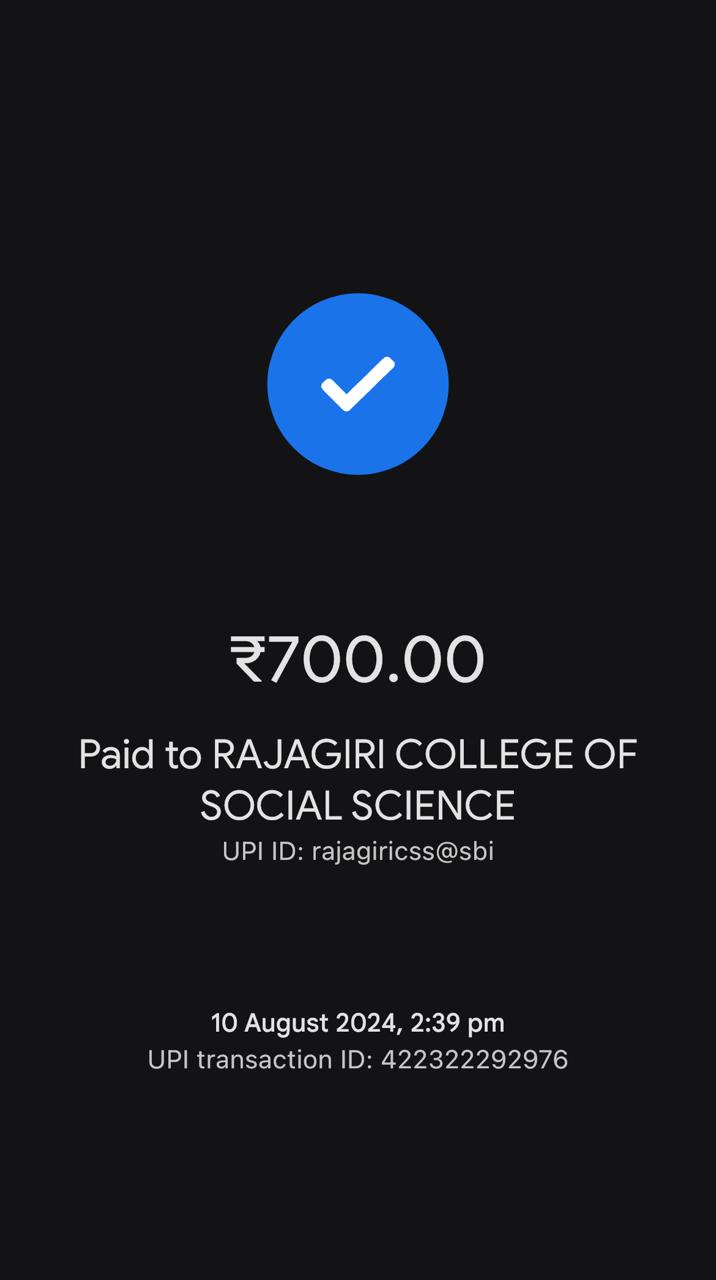 ₹700.00
Paid to RAJAGIRI COLLEGE OF
SOCIAL SCIENCE
UPI ID: rajagiricss@sbi
10 August 2024, 2:39 pm
UPI transaction ID: 422322292976